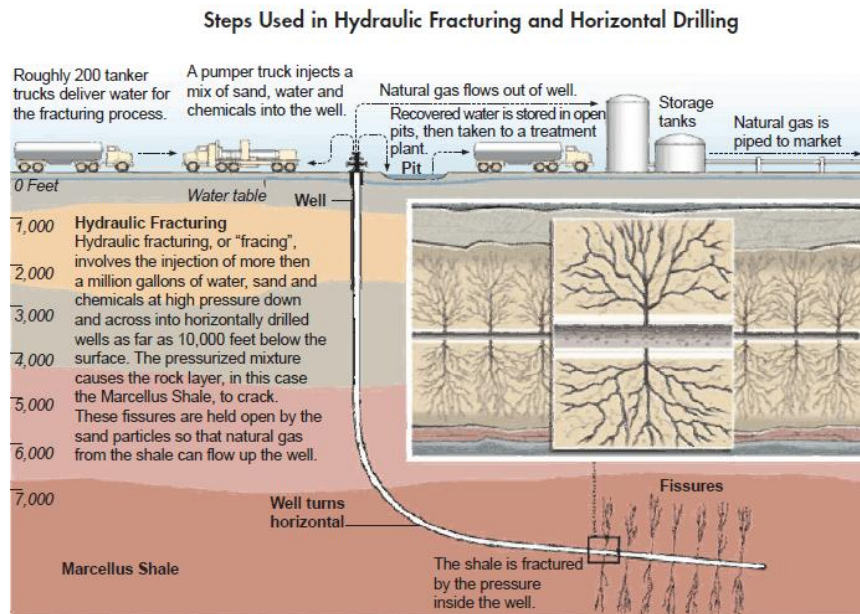 Steps Used in Hydraulic Fracturing and Horizontal Drilling
Roughly 200 tanker
trucks deliver water for
the fracturing process.
A pumper truck injects a
mix of sand, water and
chemicals into the well.
Natural gas flows out of well.
Recovered water is stored in open
pits, then taken to a treatment
plant.
Pit
Storage
tanks
Natural gas is
piped to market
0 Feet
Water table
Well
1,000
2,000
3,000
4,000
5,000
6,000
7,000
Hydraulic Fracturing
Hydraulic fracturing, or “fracing”,
involves the injection of more then
a million gallons of water, sand and
chemicals at high pressure down
and across into horizontally drilled
wells as far as 10,000 feet below the
surface. The pressurized mixture
causes the rock layer, in this case
the Marcellus Shale, to crack.
These fissures are held open by the
sand particles so that natural gas
from the shale can flow up the well.
Fissures
Well turns
horizontal
Marcellus Shale
The shale is fractured
by the pressure
inside the well.